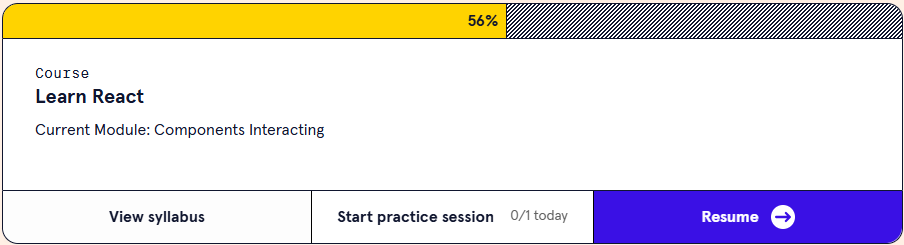 56%
Course
Learn React
Current Module: Components Interacting
View syllabus
Start practice session 0/1 today
Resume